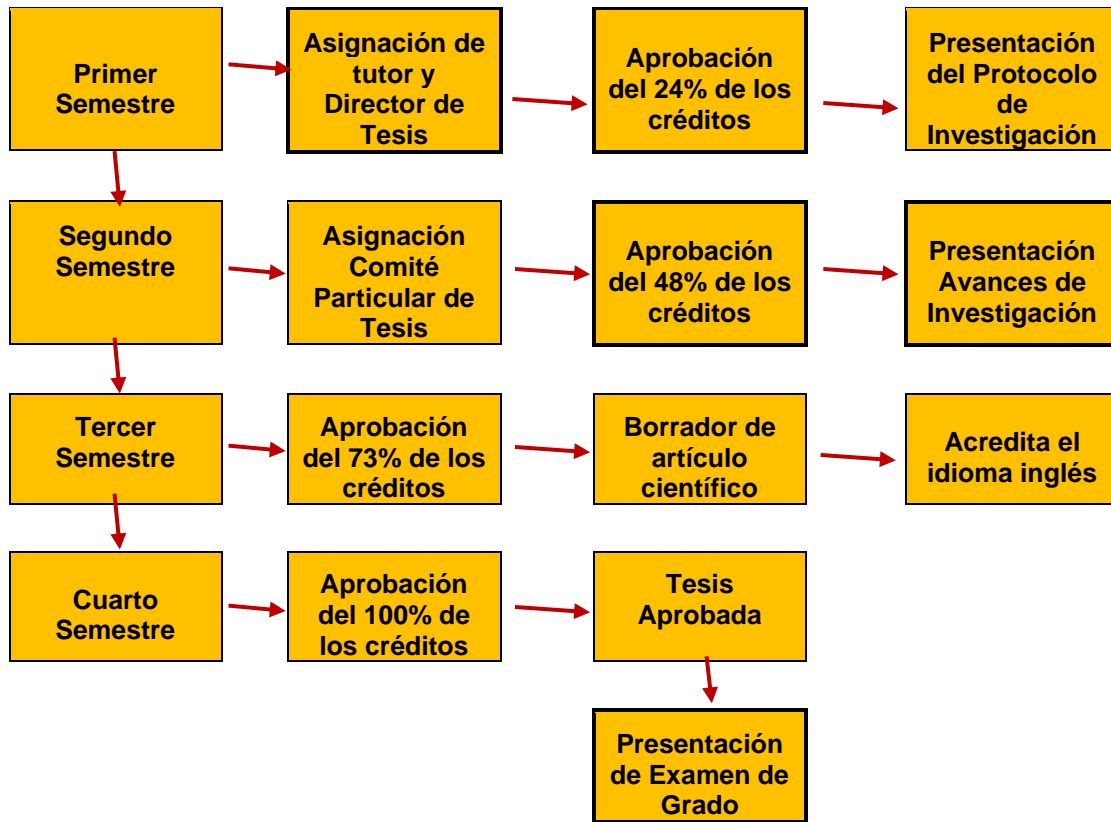 Primer
Semestre
Asignación de
tutor y
Director de
Tesis
Aprobación
del 24% de los
créditos
Presentación
del Protocolo
de
Investigación
Segundo
Semestre
Asignación
Comité
Particular de
Tesis
Aprobación
del 48% de los
créditos
Presentación
Avances de
Investigación
Tercer
Semestre
Aprobación
del 73% de los
créditos
Borrador de
artículo
científico
Acredita el
idioma inglés
Cuarto
Semestre
Aprobación
del 100% de
los créditos
Tesis
Aprobada
Presentación
de Examen de
Grado